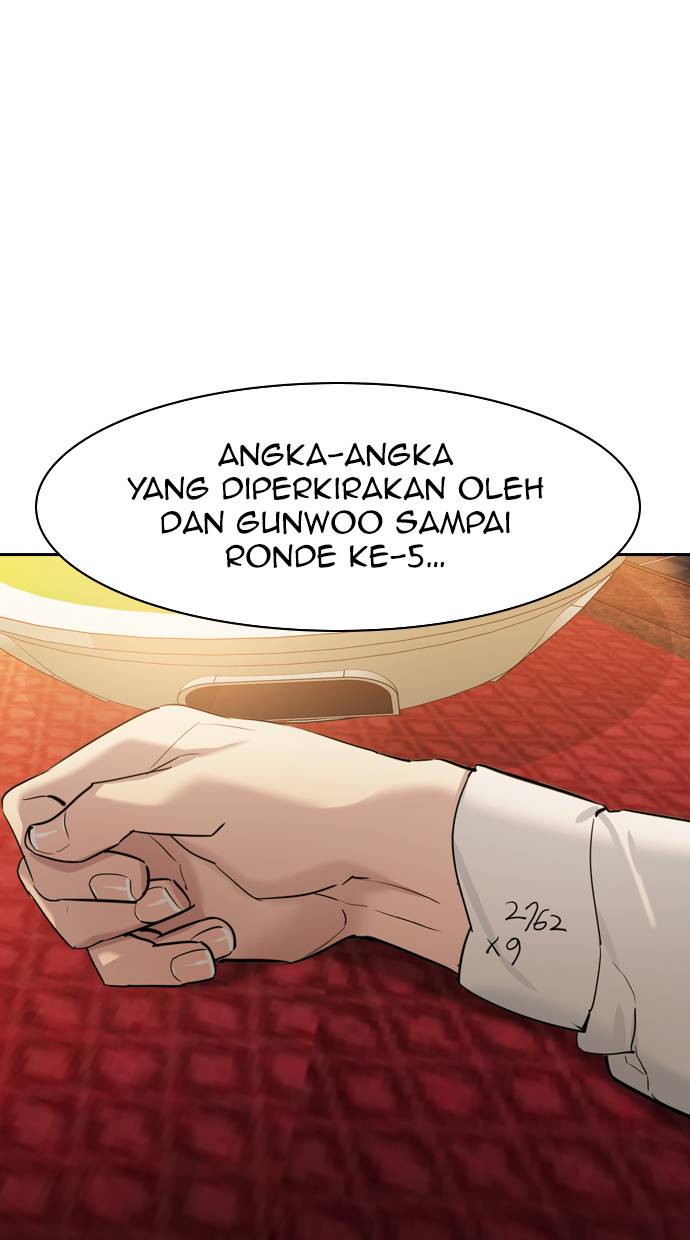 ANGKA-ANGKA
YANG DIPERKIRAKAN OLEH
DAN GUNWOO SAMPAI
RONDE KE-5...
2762
x9